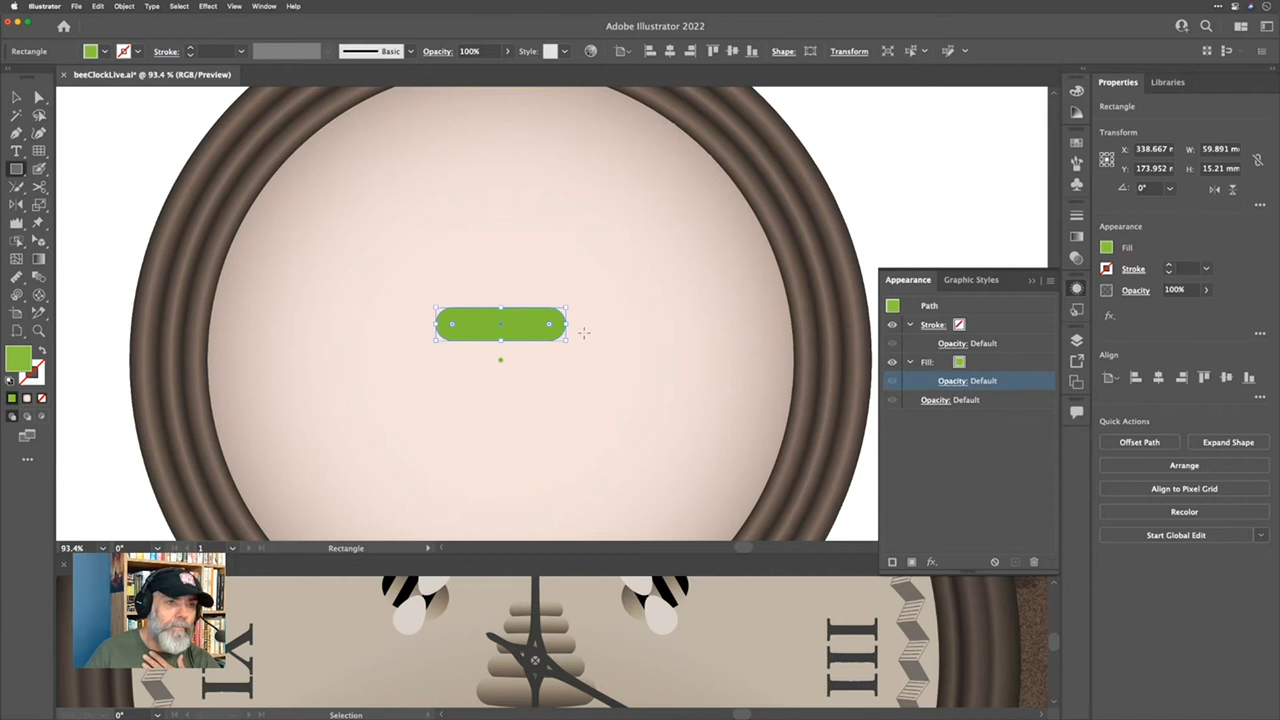 Illustrator File Edit Object Type Select Effect View Window Help
Adobe Illustrator 2022
Rectangle Stroke: Basic Opacity: 100% Style: Shape: Transform
beeClockLive.ai* @ 93.4 % (RGB/Preview)
Properties Libraries
Rectangle
Transform
X: 338.667 W: 59.891 m
Y: 173.952 H: 15.21 mm
0°
Appearance
Fill
Stroke
Opacity 100%
fx.
Align
Quick Actions
Offset Path Expand Shape
Arrange
Align to Pixel Grid
Recolor
Start Global Edit
Appearance Graphic Styles
Path
Stroke:
Opacity: Default
Fill:
Opacity: Default
Opacity: Default
fx.
93.4% 0° 1 Rectangle
III
0° Selection